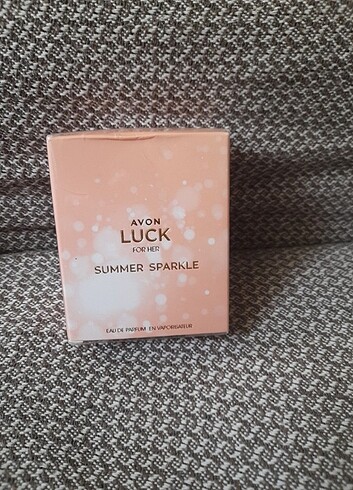 AVON
LUCK
FOR HER
SUMMER SPARKLE
EAU DE PARFUM EN VAPORISATEUR